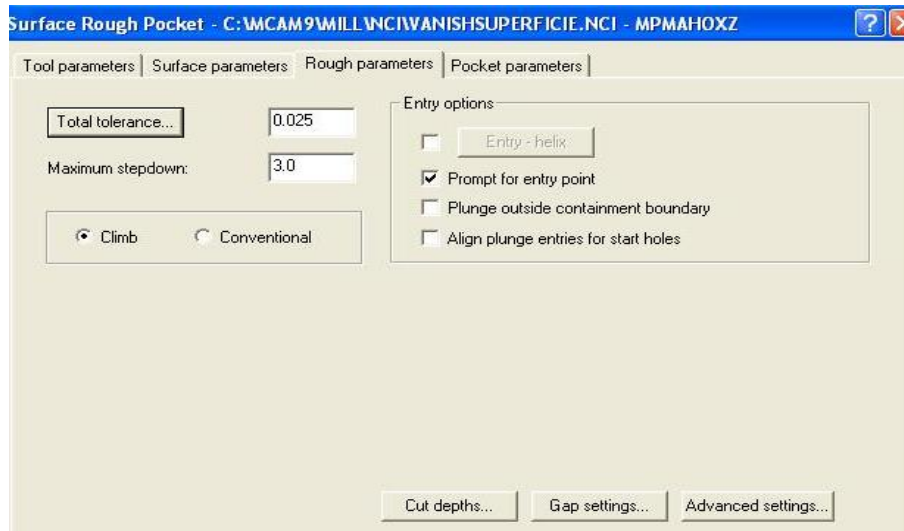 Surface Rough Pocket - C:\MCAM9\MILL\NCI\VANISHSUPERFICIE.NCI - MPMAHOXZ
Tool parameters Surface parameters Rough parameters Pocket parameters
Total tolerance... 0.025
Maximum stepdown: 3.0
Climb Conventional
Entry options
Entry - helix
Prompt for entry point
Plunge outside containment boundary
Align plunge entries for start holes
Cut depths... Gap settings... Advanced settings...